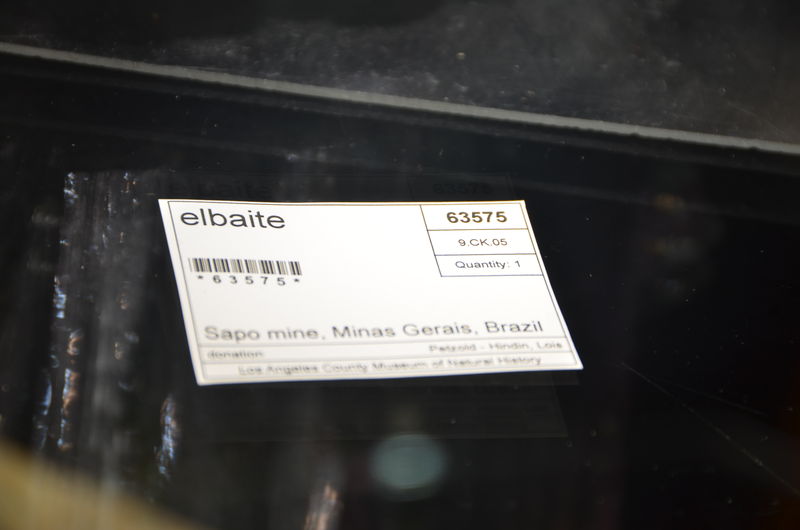 elbaite
63575
9.CK.05
Quantity: 1
*63575*
Sapo mine, Minas Gerais, Brazil
donation
Petzold - Hindin, Lois
Los Angeles County Museum of Natural History